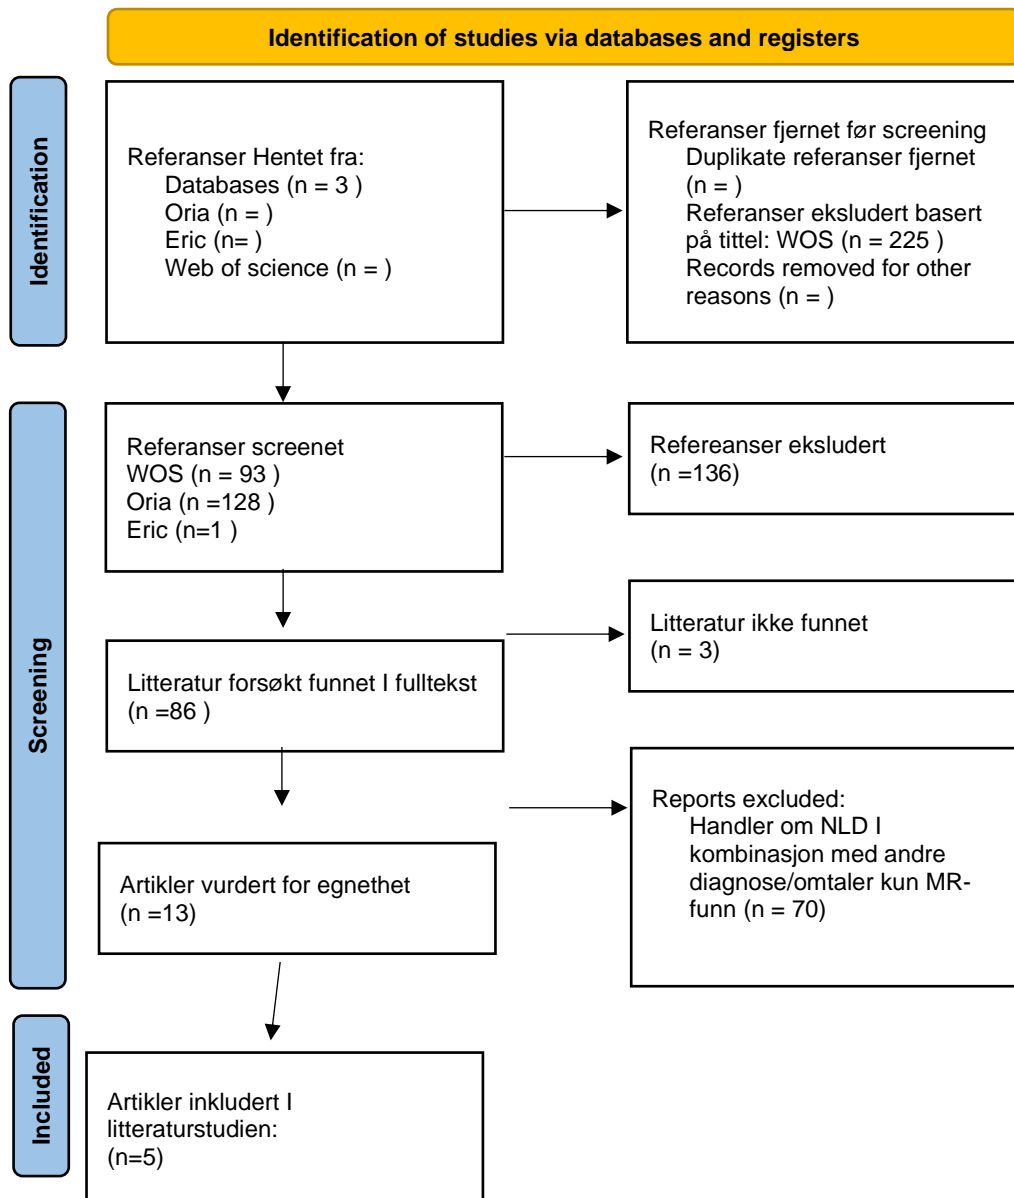 Identification of studies via databases and registers
Identification
Referanser Hentet fra:
Databases (n = 3 )
Oria (n = )
Eric (n= )
Web of science (n = )
Referanser fjernet før screening
Duplikate referanser fjernet
(n = )
Referanser eksludert basert
på tittel: WOS (n = 225 )
Records removed for other
reasons (n = )
Screening
Referanser screenet
WOS (n = 93 )
Oria (n =128 )
Eric (n=1 )
Refereanser eksludert
(n =136)
Litteratur forsøkt funnet I fulltekst
(n =86 )
Litteratur ikke funnet
(n = 3)
Artikler vurdert for egnethet
(n =13)
Reports excluded:
Handler om NLD I
kombinasjon med andre
diagnose/omtaler kun MR-
funn (n = 70)
Included
Artikler inkludert I
litteraturstudien:
(n=5)